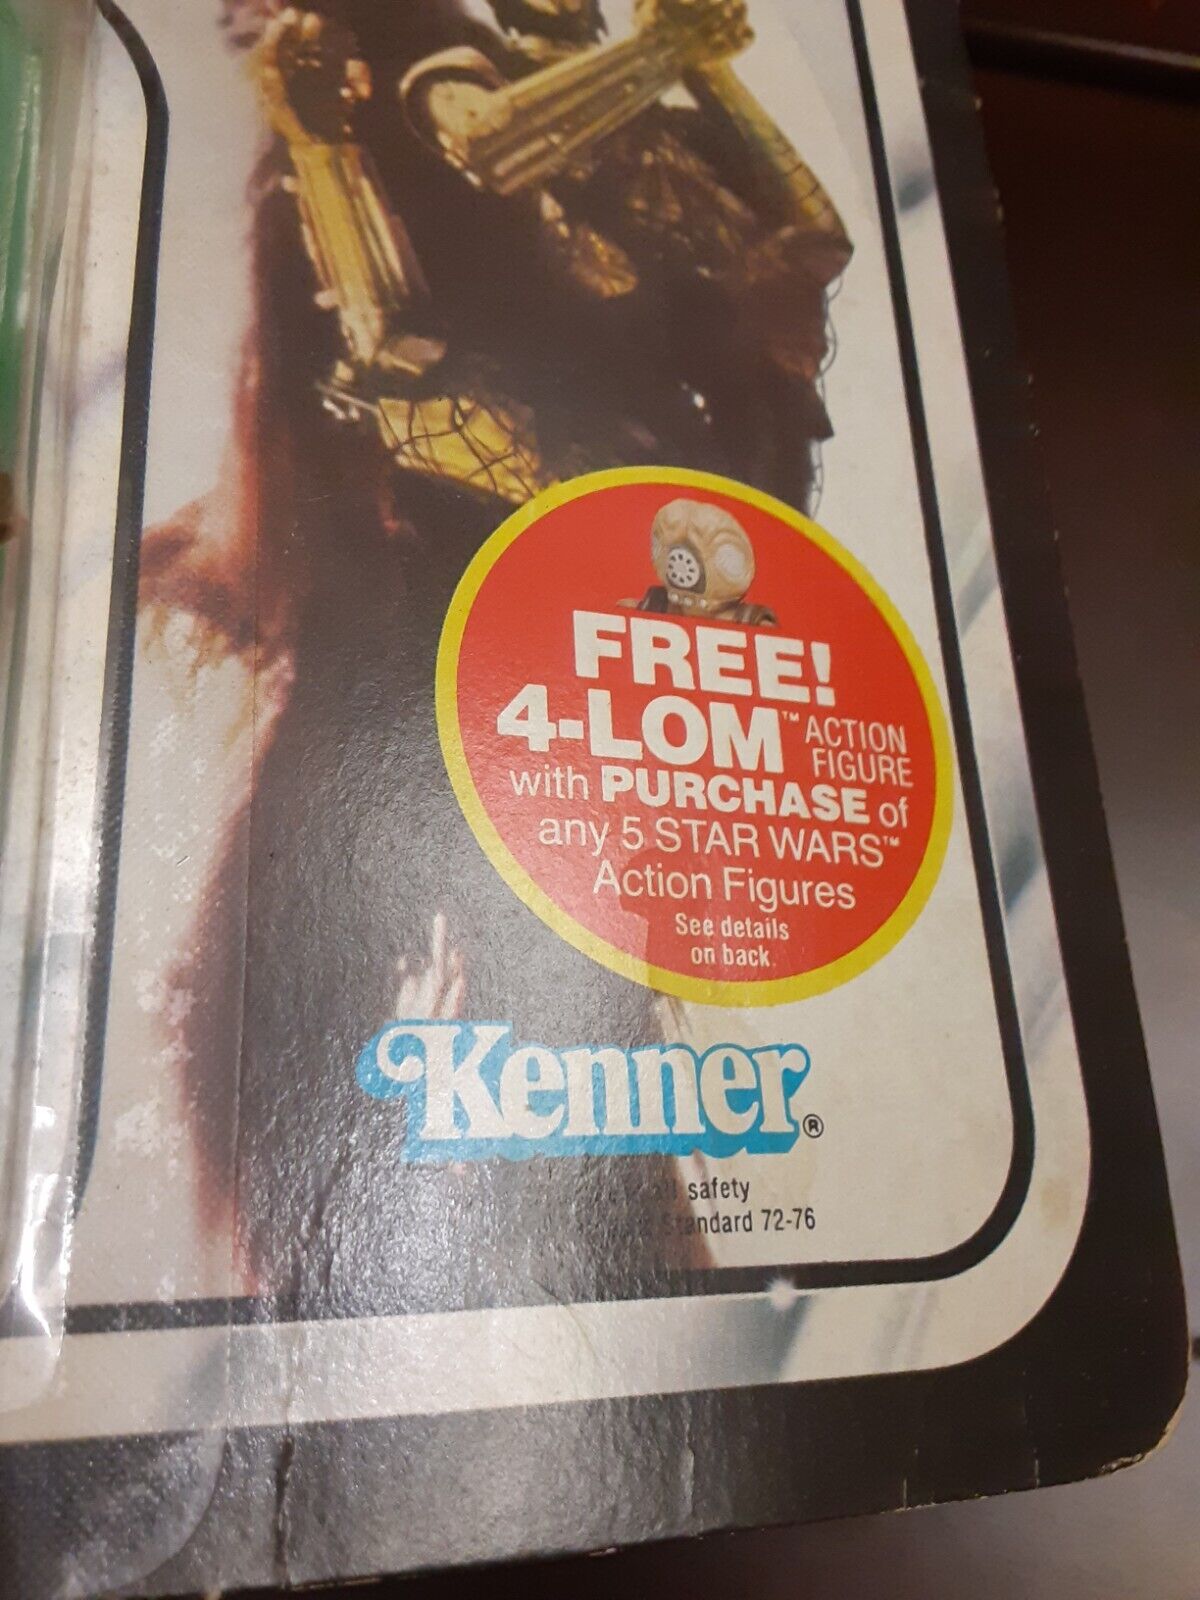 FREE!
4-LOM™ ACTION FIGURE
with PURCHASE of
any 5 STAR WARS™
Action Figures
See details
on back.
Kenner®
safety
Standard 72-76